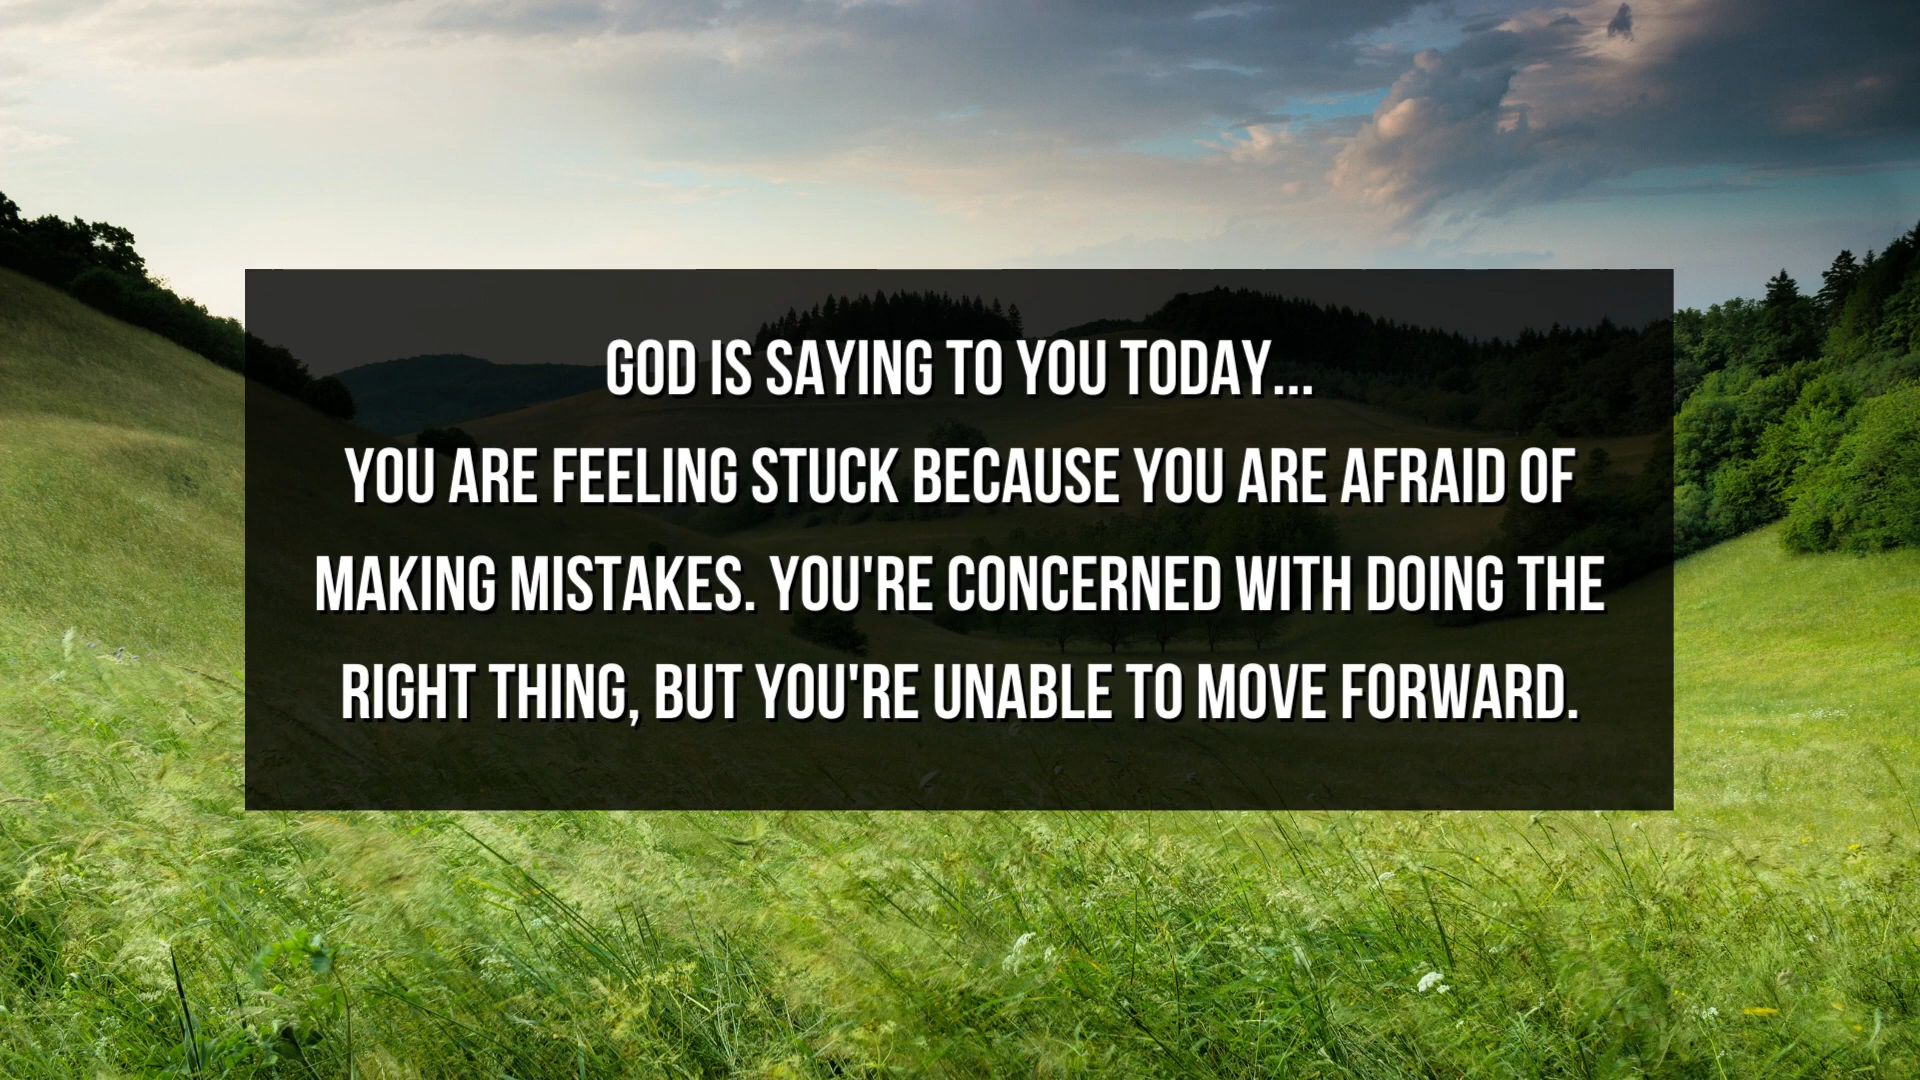 GOD IS SAYING TO YOU TODAY...
YOU ARE FEELING STUCK BECAUSE YOU ARE AFRAID OF
MAKING MISTAKES. YOU'RE CONCERNED WITH DOING THE
RIGHT THING, BUT YOU'RE UNABLE TO MOVE FORWARD.